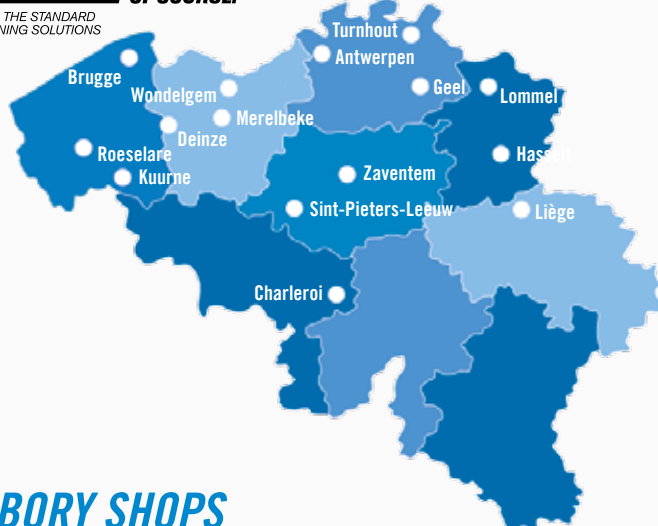 THE STANDARD
NING SOLUTIONS
Turnhout
Antwerpen
Brugge
Geel
Wondelgem
Lommel
Merelbeke
Deinze
Roeselare
Hasselt
Kuurne
Zaventem
Sint-Pieters-Leeuw
Liège
Charleroi
BORY SHOPS